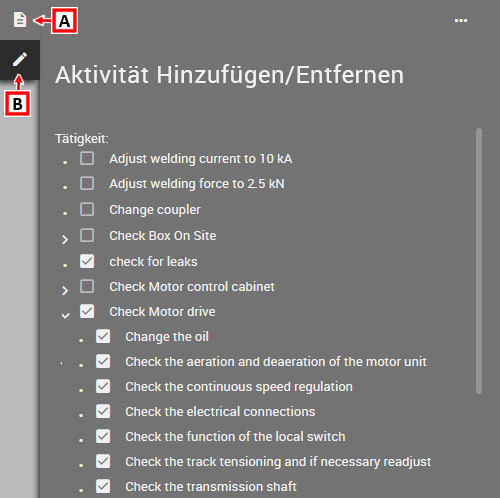 A
B
Aktivität Hinzufügen/Entfernen
Tätigkeit:
Adjust welding current to 10 kA
Adjust welding force to 2.5 kN
Change coupler
Check Box On Site
check for leaks
Check Motor control cabinet
Check Motor drive
Change the oil
Check the aeration and deaeration of the motor unit
Check the continuous speed regulation
Check the electrical connections
Check the function of the local switch
Check the track tensioning and if necessary readjust
Check the transmission shaft